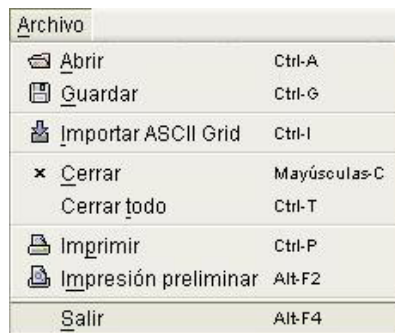 Archivo
Abrir Ctrl-A
Guardar Ctrl-G
Importar ASCII Grid Ctrl-I
Cerrar Mayúsculas-C
Cerrar todo Ctrl-T
Imprimir Ctrl-P
Impresión preliminar Alt-F2
Salir Alt-F4